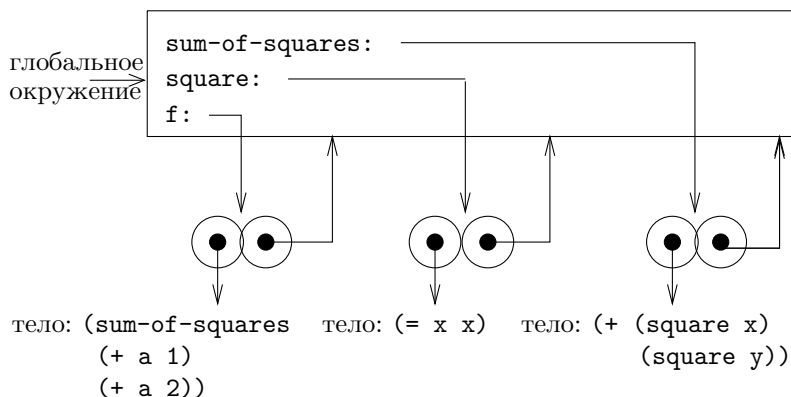 sum-of-squares:
глобальное
окружение
square:
f:
тело: (sum-of-squares
(+ a 1)
(+ a 2))
тело: (= x x)
тело: (+ (square x)
(square y))